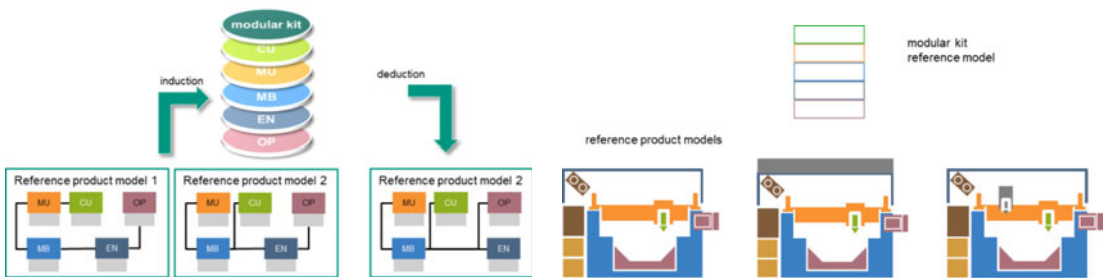 modular kit
CU
MU
MB
EN
OP
induction
deduction
Reference product model 1
MU
CU
OP
MB
EN
Reference product model 2
MU
CU
OP
MB
EN
Reference product model 2
MU
CU
OP
MB
EN
modular kit
reference model
reference product models